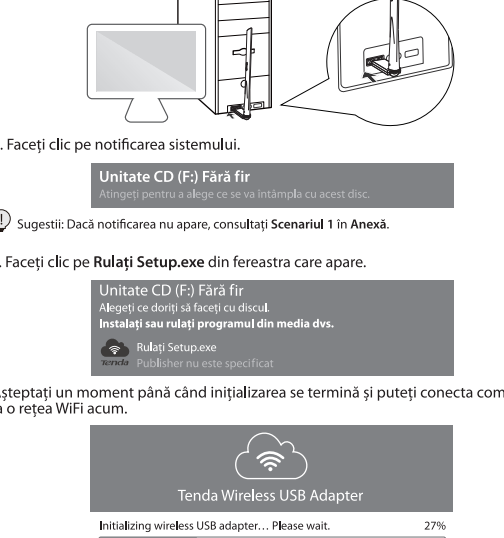 . Faceți clic pe notificarea sistemului.
Unitate CD (F:) Fără fir
Atingeți pentru a alege ce se va întâmpla cu acest disc.
! Sugestii: Dacă notificarea nu apare, consultați Scenariul 1 în Anexă.
. Faceți clic pe Rulați Setup.exe din fereastra care apare.
Unitate CD (F:) Fără fir
Alegeți ce doriți să faceți cu discul.
Instalați sau rulați programul din media dvs.
Rulați Setup.exe
Tenda Publisher nu este specificat
Așteptați un moment până când inițializarea se termină și puteți conecta com
a o rețea WiFi acum.
Tenda Wireless USB Adapter
Initializing wireless USB adapter... Please wait. 27%